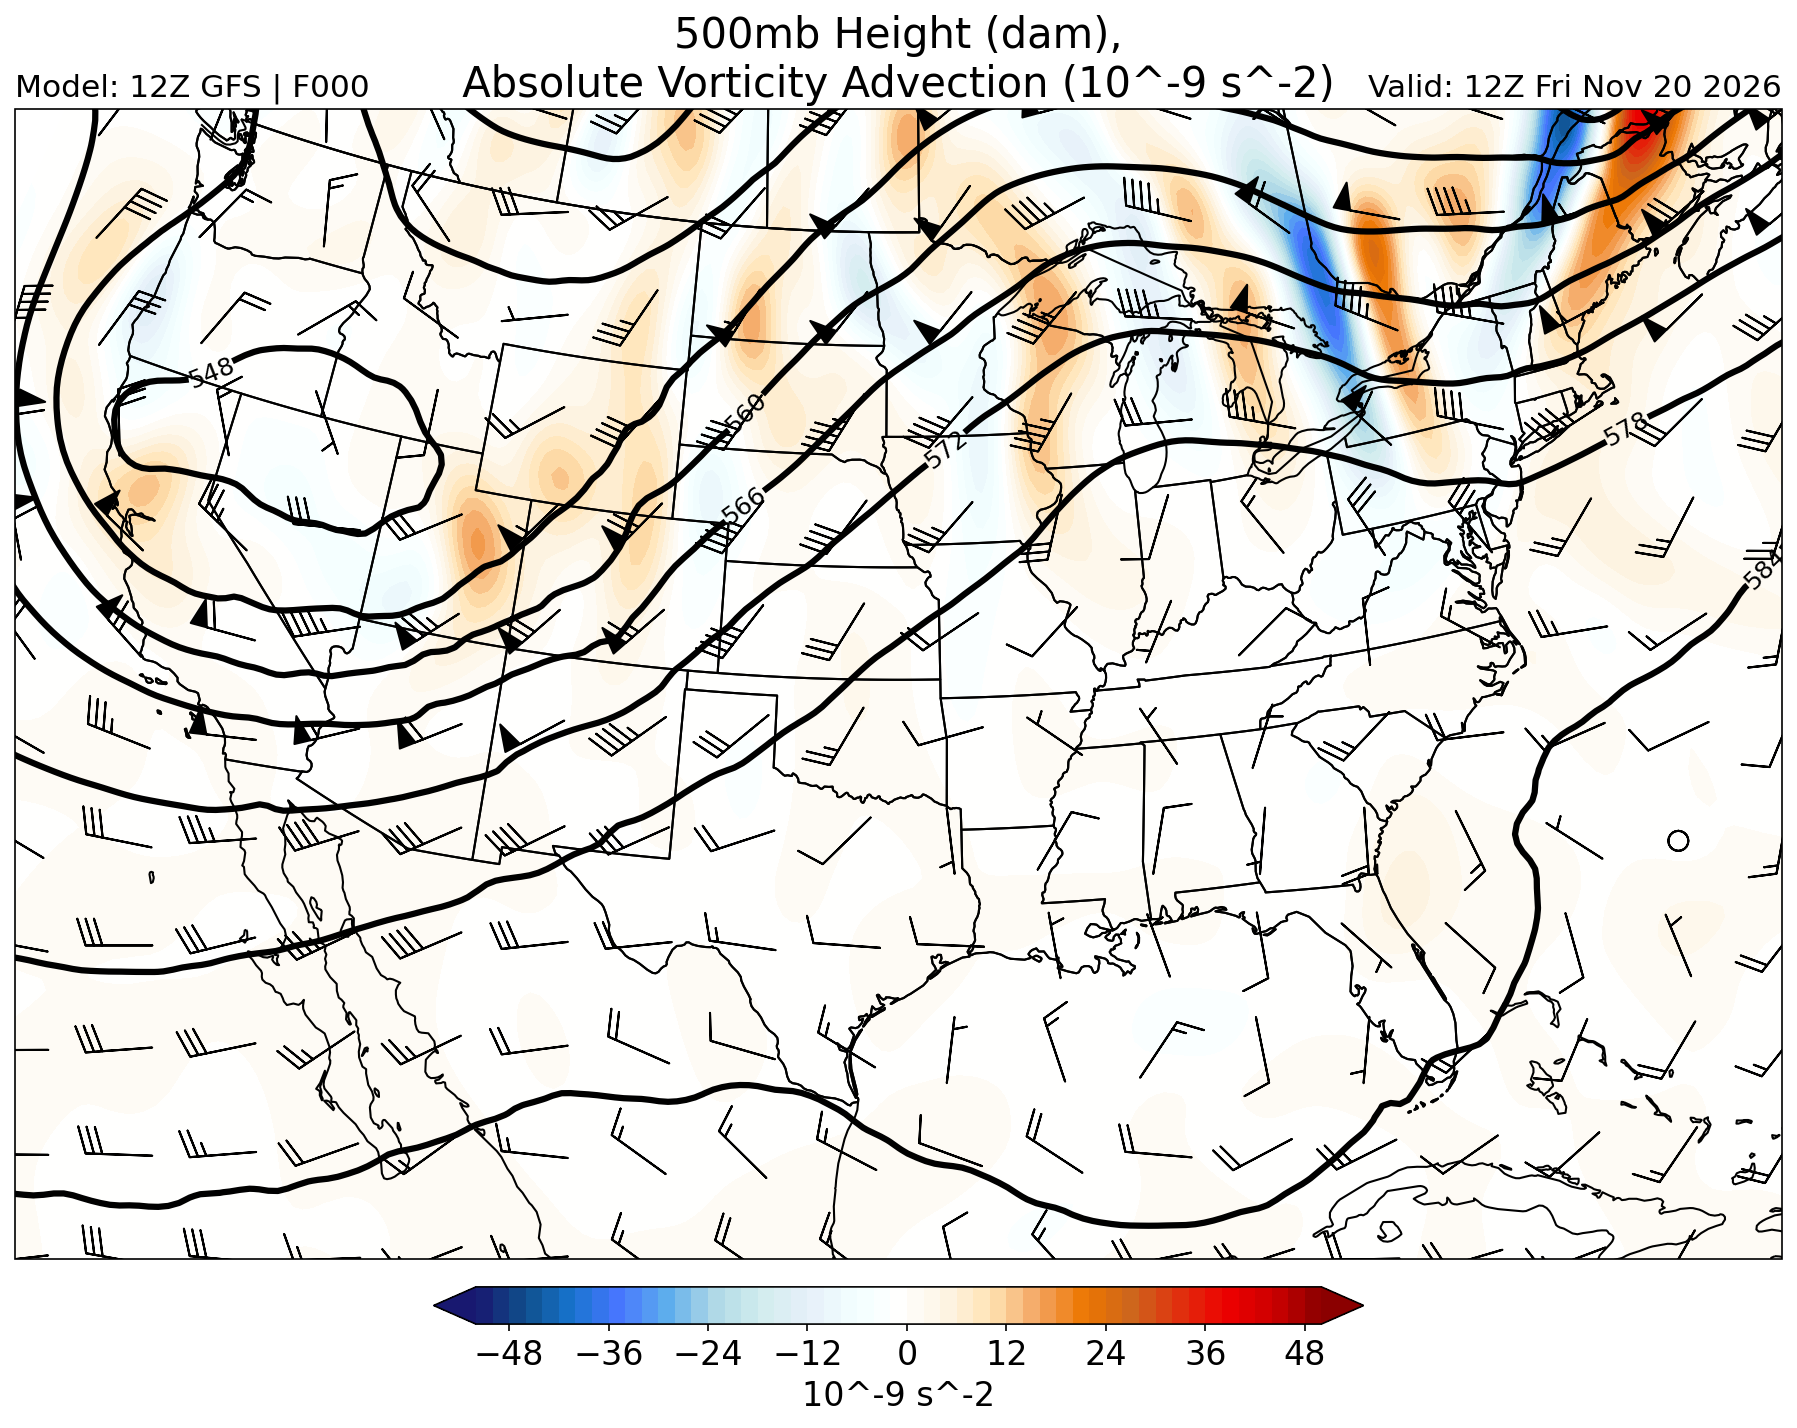 500mb Height (dam),
Model: 12Z GFS | F000
Absolute Vorticity Advection (10^-9 s^-2)
Valid: 12Z Fri Nov 20 2026
548
560
572
578
566
584
−48 −36 −24 −12 0 12 24 36 48
10^-9 s^-2